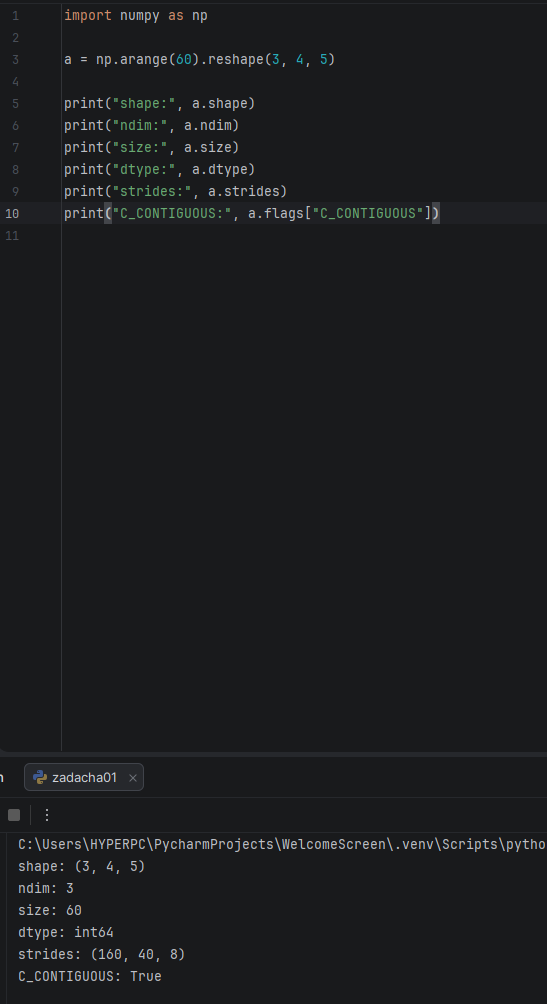 1 import numpy as np
2
3 a = np.arange(60).reshape(3, 4, 5)
4
5 print("shape:", a.shape)
6 print("ndim:", a.ndim)
7 print("size:", a.size)
8 print("dtype:", a.dtype)
9 print("strides:", a.strides)
10 print("C_CONTIGUOUS:", a.flags["C_CONTIGUOUS"])
11
n zadacha01 ×
C:\Users\HYPERPC\PycharmProjects\WelcomeScreen\.venv\Scripts\pytho
shape: (3, 4, 5)
ndim: 3
size: 60
dtype: int64
strides: (160, 40, 8)
C_CONTIGUOUS: True